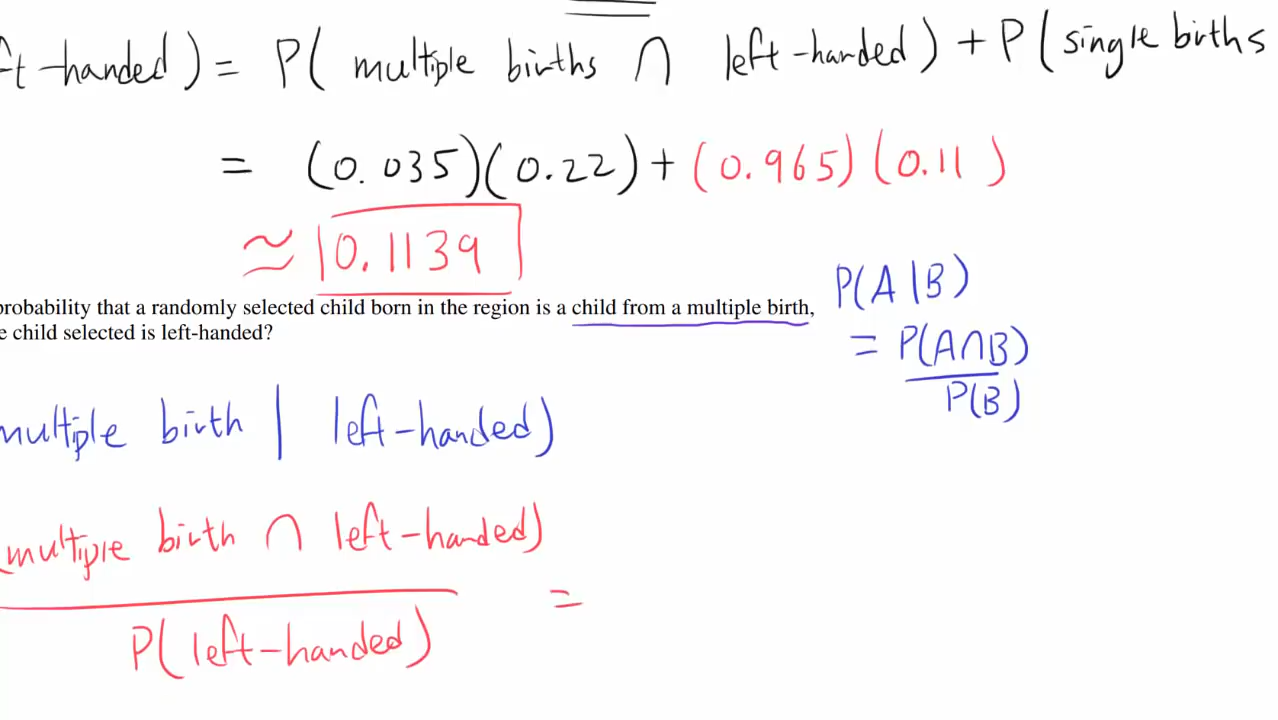 ft-handed) = P( multiple births ∩ left-handed) + P( single births
= (0.035)(0.22) + (0.965)(0.11)
≈ 0.1139
probability that a randomly selected child born in the region is a child from a multiple birth,
e child selected is left-handed?
P(A|B)
= P(A∩B)
P(B)
multiple birth | left-handed)
(multiple birth ∩ left-handed)
=
P(left-handed)